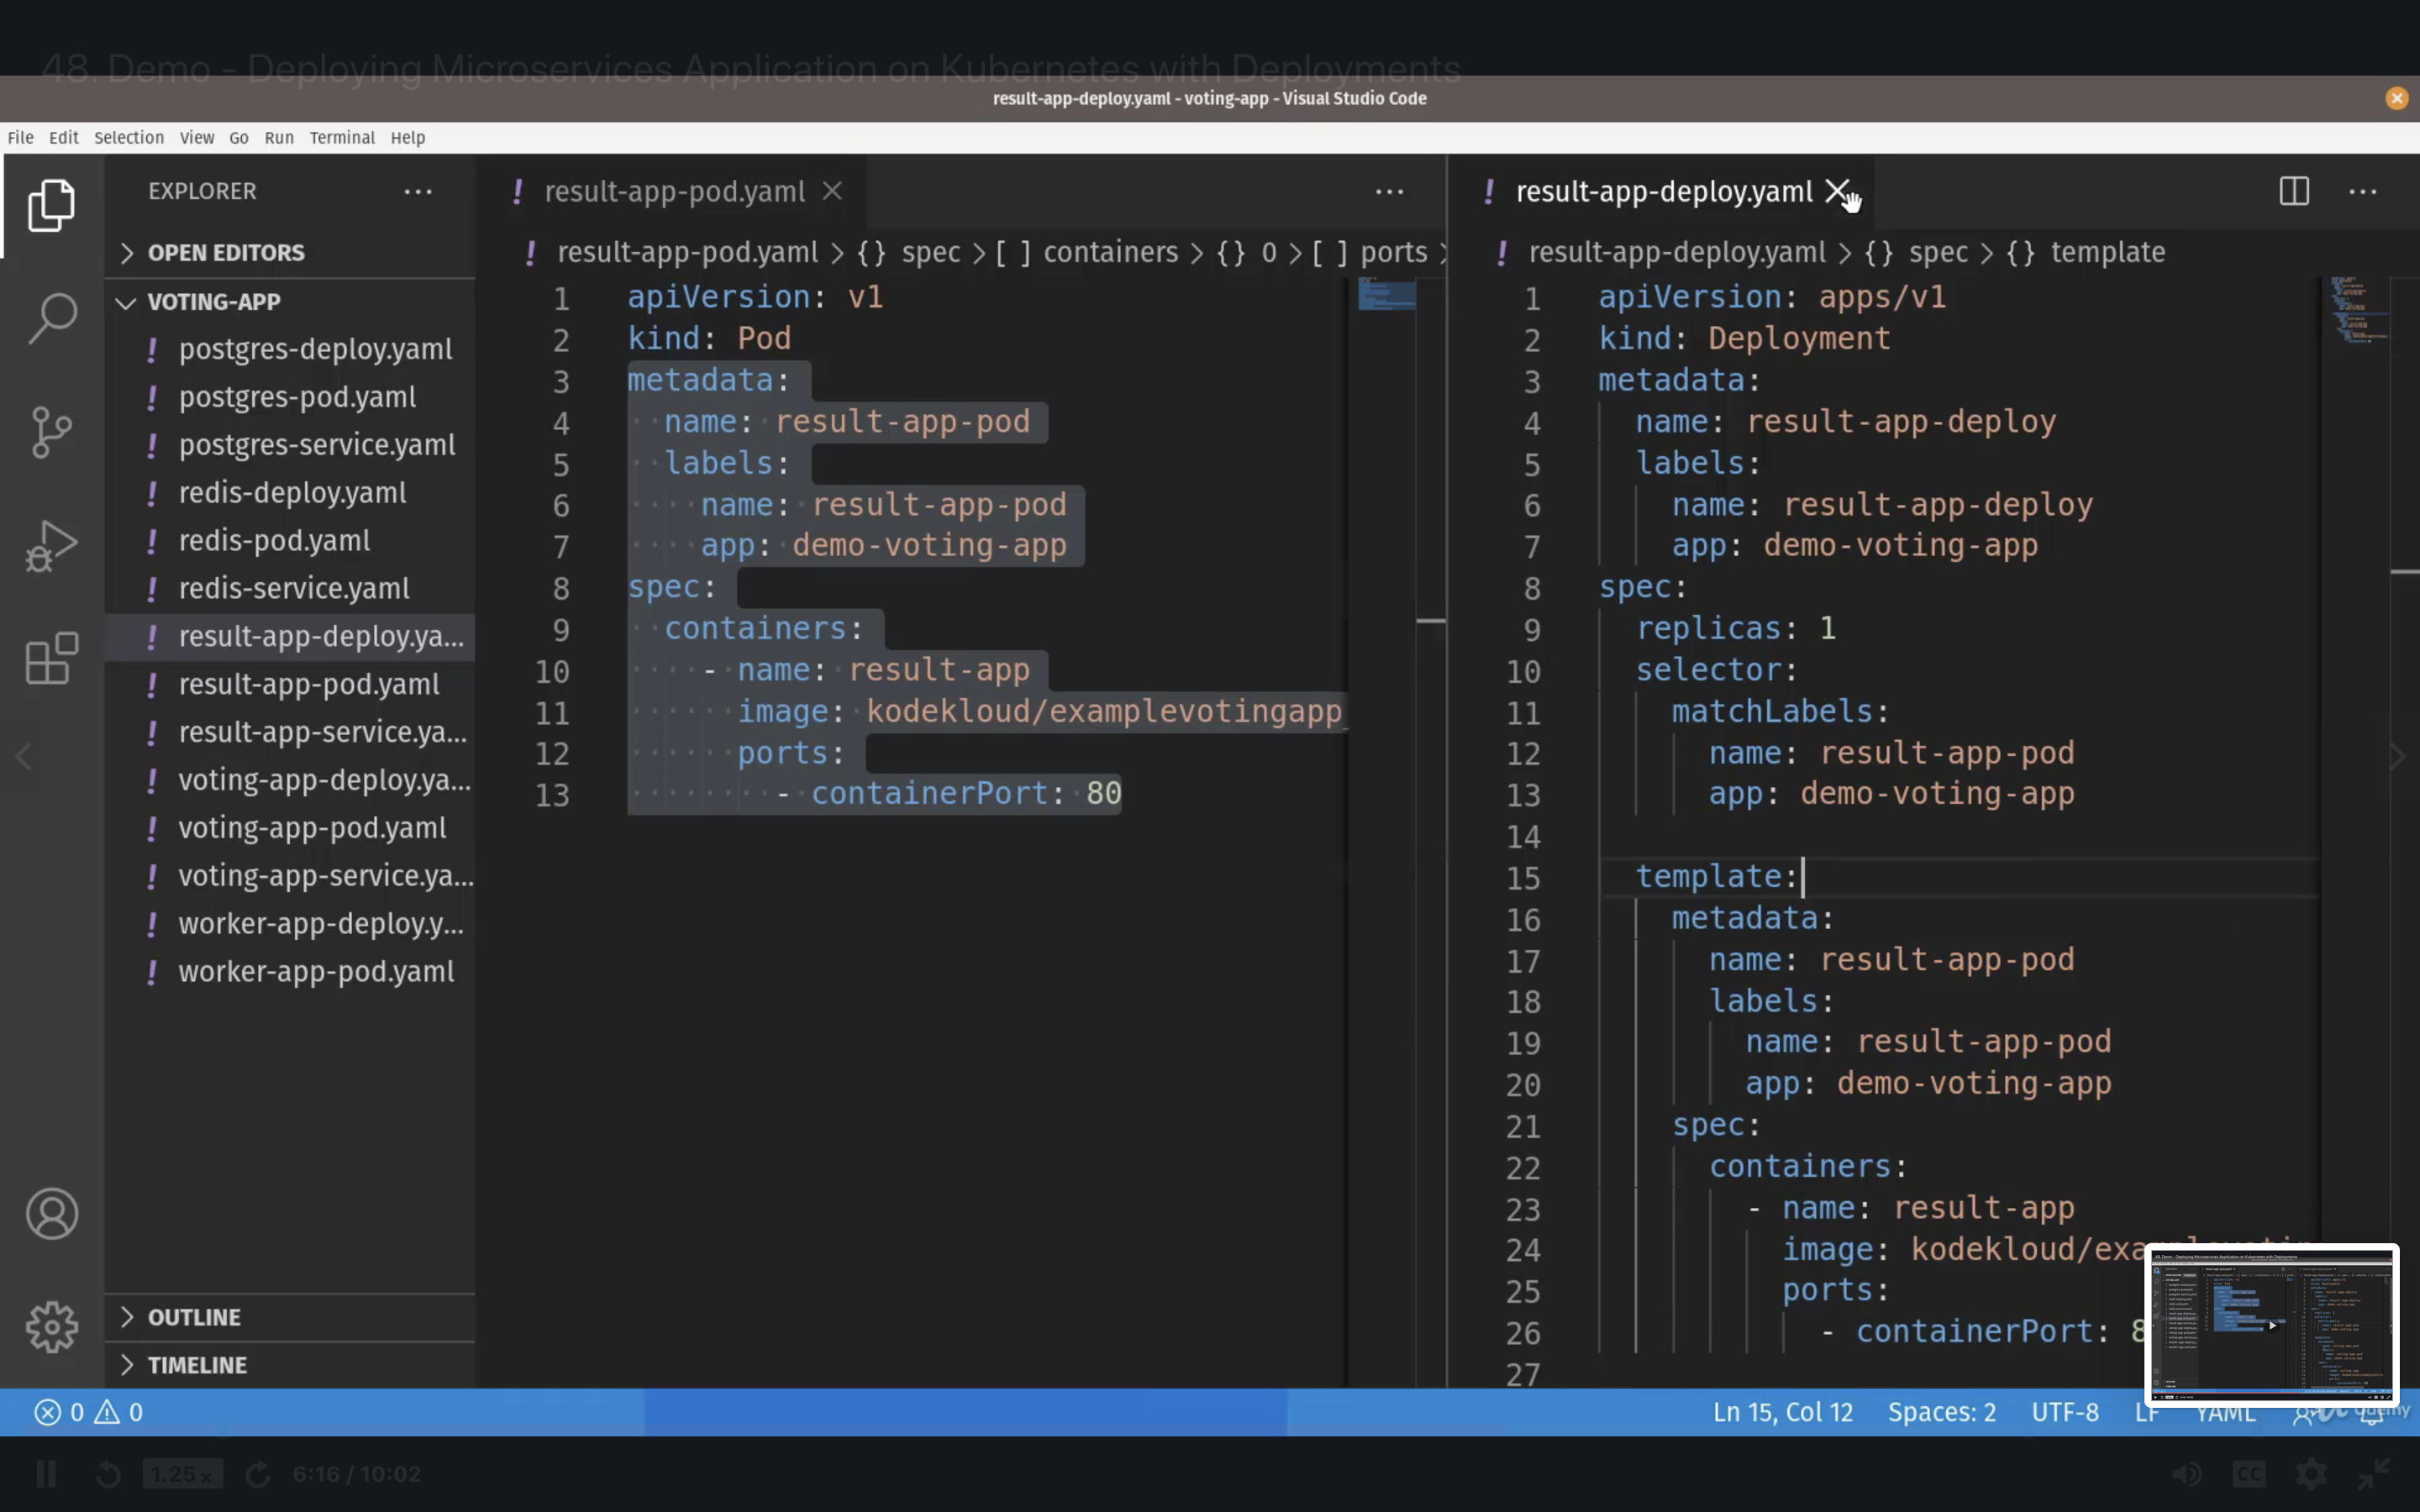 48. Demo - Deploying Microservices Application on Kubernetes with Deployments
result-app-deploy.yaml - voting-app - Visual Studio Code
File Edit Selection View Go Run Terminal Help
EXPLORER
OPEN EDITORS
VOTING-APP
! postgres-deploy.yaml
! postgres-pod.yaml
! postgres-service.yaml
! redis-deploy.yaml
! redis-pod.yaml
! redis-service.yaml
! result-app-deploy.ya...
! result-app-pod.yaml
! result-app-service.ya...
! voting-app-deploy.ya...
! voting-app-pod.yaml
! voting-app-service.ya...
! worker-app-deploy.y...
! worker-app-pod.yaml
OUTLINE
TIMELINE
! result-app-pod.yaml
! result-app-pod.yaml > {} spec > [ ] containers > {} 0 > [ ] ports >
1 apiVersion: v1
2 kind: Pod
3 metadata:
4 name: result-app-pod
5 labels:
6 name: result-app-pod
7 app: demo-voting-app
8 spec:
9 containers:
10 - name: result-app
11 image: kodekloud/examplevotingapp_
12 ports:
13 - containerPort: 80
! result-app-deploy.yaml
! result-app-deploy.yaml > {} spec > {} template
1 apiVersion: apps/v1
2 kind: Deployment
3 metadata:
4 name: result-app-deploy
5 labels:
6 name: result-app-deploy
7 app: demo-voting-app
8 spec:
9 replicas: 1
10 selector:
11 matchLabels:
12 name: result-app-pod
13 app: demo-voting-app
14
15 template:
16 metadata:
17 name: result-app-pod
18 labels:
19 name: result-app-pod
20 app: demo-voting-app
21 spec:
22 containers:
23 - name: result-app
24 image: kodekloud/examplevotin
25 ports:
26 - containerPort: 8
27
0 0
Ln 15, Col 12 Spaces: 2 UTF-8 LF YAML
1.25x 6:16 / 10:02
CC